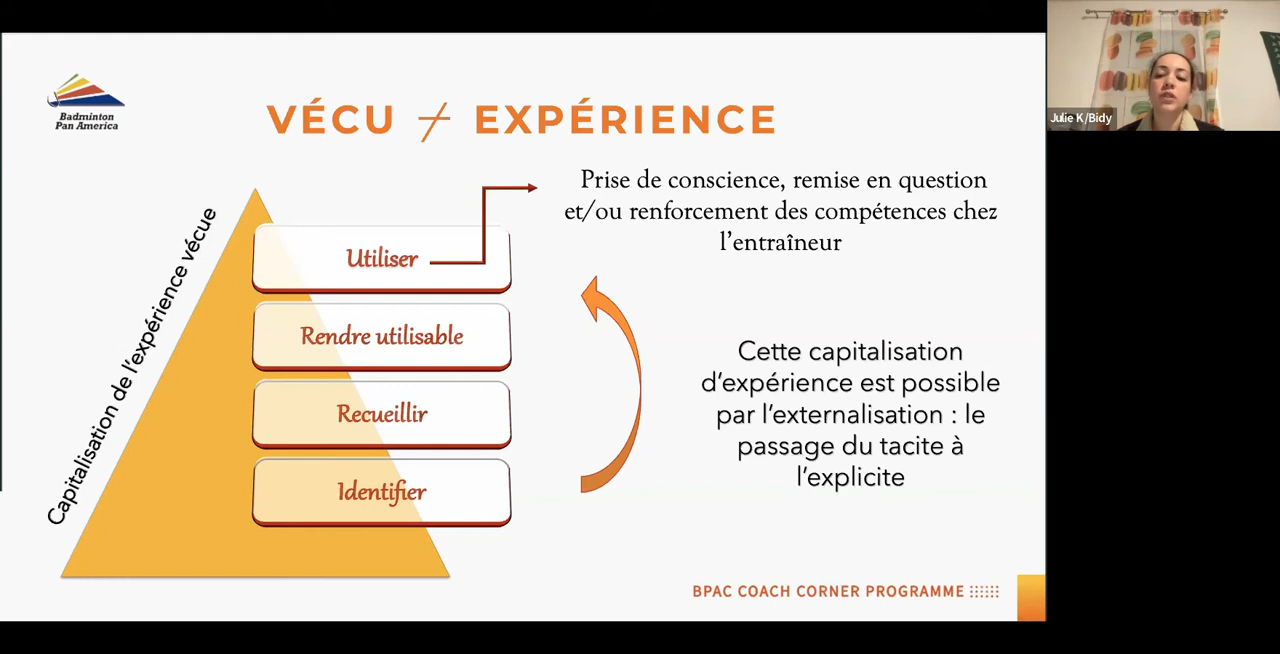 Badminton
Pan America
VÉCU ≠ EXPÉRIENCE
Julie K/Bidy
Prise de conscience, remise en question
et/ou renforcement des compétences chez
l’entraîneur
Capitalisation de l'expérience vécue
Utiliser
Rendre utilisable
Recueillir
Identifier
Cette capitalisation
d’expérience est possible
par l’externalisation : le
passage du tacite à
l’explicite
BPAC COACH CORNER PROGRAMME